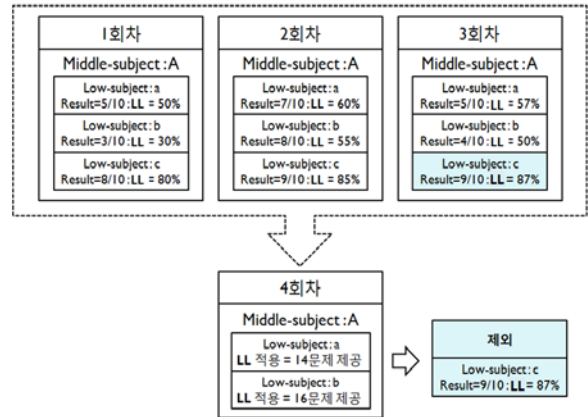 1회차
Middle-subject:A
Low-subject:a
Result=5/10:LL = 50%
Low-subject:b
Result=3/10:LL = 30%
Low-subject:c
Result=8/10:LL = 80%
2회차
Middle-subject:A
Low-subject:a
Result=7/10:LL = 60%
Low-subject:b
Result=8/10:LL = 55%
Low-subject:c
Result=9/10:LL = 85%
3회차
Middle-subject:A
Low-subject:a
Result=5/10:LL = 57%
Low-subject:b
Result=4/10:LL = 50%
Low-subject:c
Result=9/10:LL = 87%
4회차
Middle-subject:A
Low-subject:a
LL 적용 = 14문제 제공
Low-subject:b
LL 적용 = 16문제 제공
제외
Low-subject:c
Result=9/10:LL = 87%